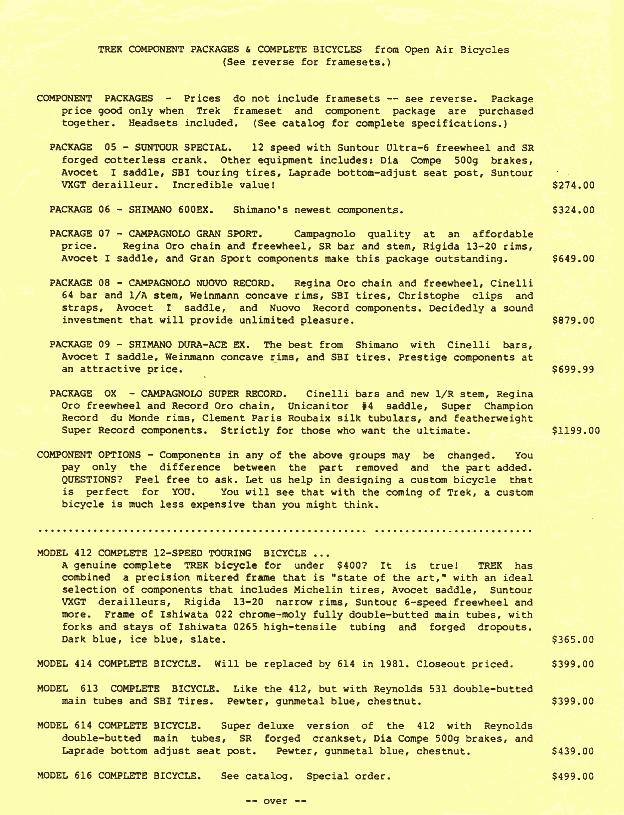 TREK COMPONENT PACKAGES & COMPLETE BICYCLES from Open Air Bicycles
(See reverse for framesets.)
COMPONENT PACKAGES - Prices do not include framesets -- see reverse. Package
price good only when Trek frameset and component package are purchased
together. Headsets included. (See catalog for complete specifications.)
PACKAGE 05 - SUNTOUR SPECIAL. 12 speed with Suntour Ultra-6 freewheel and SR
forged cotterless crank. Other equipment includes: Dia Compe 500g brakes,
Avocet I saddle, SBI touring tires, Laprade bottom-adjust seat post, Suntour
VXGT derailleur. Incredible value! $274.00
PACKAGE 06 - SHIMANO 600EX. Shimano's newest components. $324.00
PACKAGE 07 - CAMPAGNOLO GRAN SPORT. Campagnolo quality at an affordable
price. Regina Oro chain and freewheel, SR bar and stem, Rigida 13-20 rims,
Avocet I saddle, and Gran Sport components make this package outstanding. $649.00
PACKAGE 08 - CAMPAGNOLO NUOVO RECORD. Regina Oro chain and freewheel, Cinelli
64 bar and 1/A stem, Weinmann concave rims, SBI tires, Christophe clips and
straps, Avocet I saddle, and Nuovo Record components. Decidedly a sound
investment that will provide unlimited pleasure. $879.00
PACKAGE 09 - SHIMANO DURA-ACE EX. The best from Shimano with Cinelli bars,
Avocet I saddle, Weinmann concave rims, and SBI tires. Prestige components at
an attractive price. $699.99
PACKAGE OX - CAMPAGNOLO SUPER RECORD. Cinelli bars and new 1/R stem, Regina
Oro freewheel and Record Oro chain, Unicanitor #4 saddle, Super Champion
Record du Monde rims, Clement Paris Roubaix silk tubulars, and featherweight
Super Record components. Strictly for those who want the ultimate. $1199.00
COMPONENT OPTIONS - Components in any of the above groups may be changed. You
pay only the difference between the part removed and the part added.
QUESTIONS? Feel free to ask. Let us help in designing a custom bicycle that
is perfect for YOU. You will see that with the coming of Trek, a custom
bicycle is much less expensive than you might think.
MODEL 412 COMPLETE 12-SPEED TOURING BICYCLE ...
A genuine complete TREK bicycle for under $400? It is true! TREK has
combined a precision mitered frame that is "state of the art," with an ideal
selection of components that includes Michelin tires, Avocet saddle, Suntour
VXGT derailleurs, Rigida 13-20 narrow rims, Suntour 6-speed freewheel and
more. Frame of Ishiwata 022 chrome-moly fully double-butted main tubes, with
forks and stays of Ishiwata 0265 high-tensile tubing and forged dropouts.
Dark blue, ice blue, slate. $365.00
MODEL 414 COMPLETE BICYCLE. Will be replaced by 614 in 1981. Closeout priced. $399.00
MODEL 613 COMPLETE BICYCLE. Like the 412, but with Reynolds 531 double-butted
main tubes and SBI Tires. Pewter, gunmetal blue, chestnut. $399.00
MODEL 614 COMPLETE BICYCLE. Super deluxe version of the 412 with Reynolds
double-butted main tubes, SR forged crankset, Dia Compe 500g brakes, and
Laprade bottom adjust seat post. Pewter, gunmetal blue, chestnut. $439.00
MODEL 616 COMPLETE BICYCLE. See catalog. Special order. $499.00
-- over --